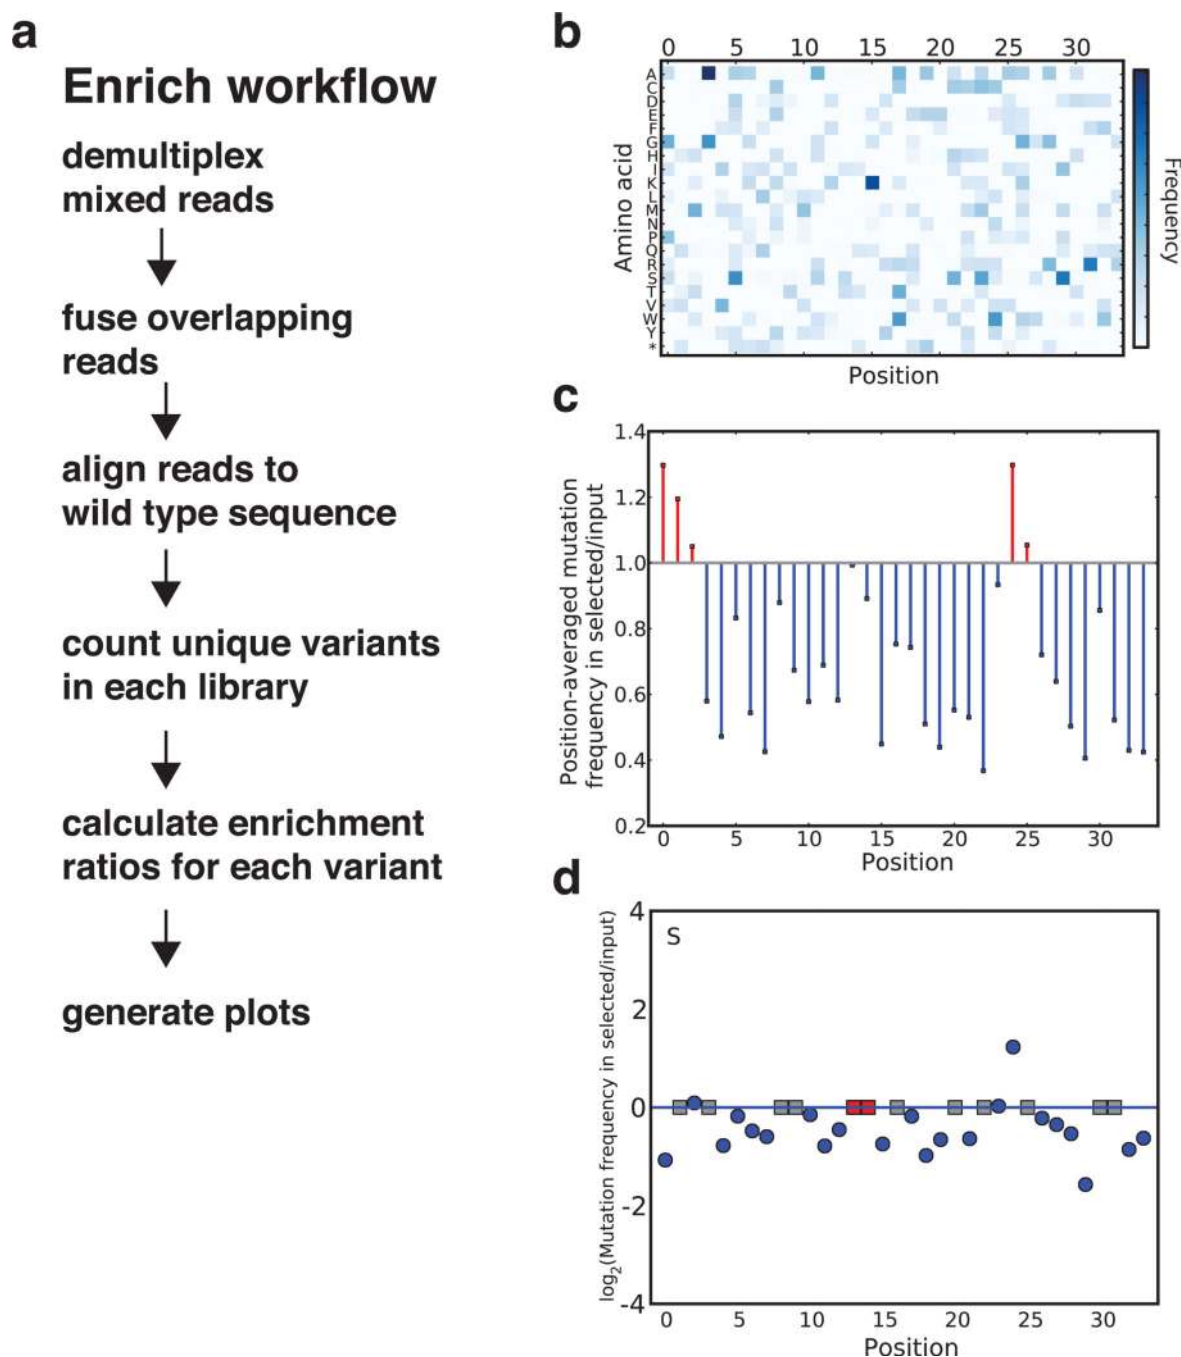 a
Enrich workflow
demultiplex
mixed reads
fuse overlapping
reads
align reads to
wild type sequence
count unique variants
in each library
calculate enrichment
ratios for each variant
generate plots
b
0 5 10 15 20 25 30
A
C
D
E
F
G
H
I
K
L
M
N
P
Q
R
S
T
V
W
Y
*
Amino acid
Position
Frequency
c
1.4
1.2
1.0
0.8
0.6
0.4
0.2
Position-averaged mutation
frequency in selected/input
0 5 10 15 20 25 30
Position
d
S
4
2
0
-2
-4
log2(Mutation frequency in selected/input)
0 5 10 15 20 25 30
Position